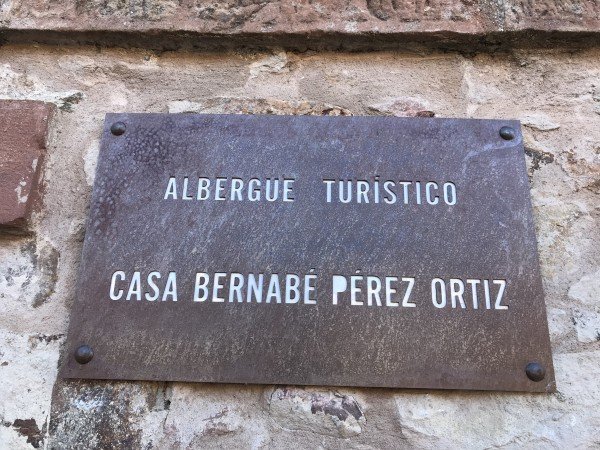 ALBERGUE TURÍSTICO
CASA BERNABÉ PÉREZ ORTIZ